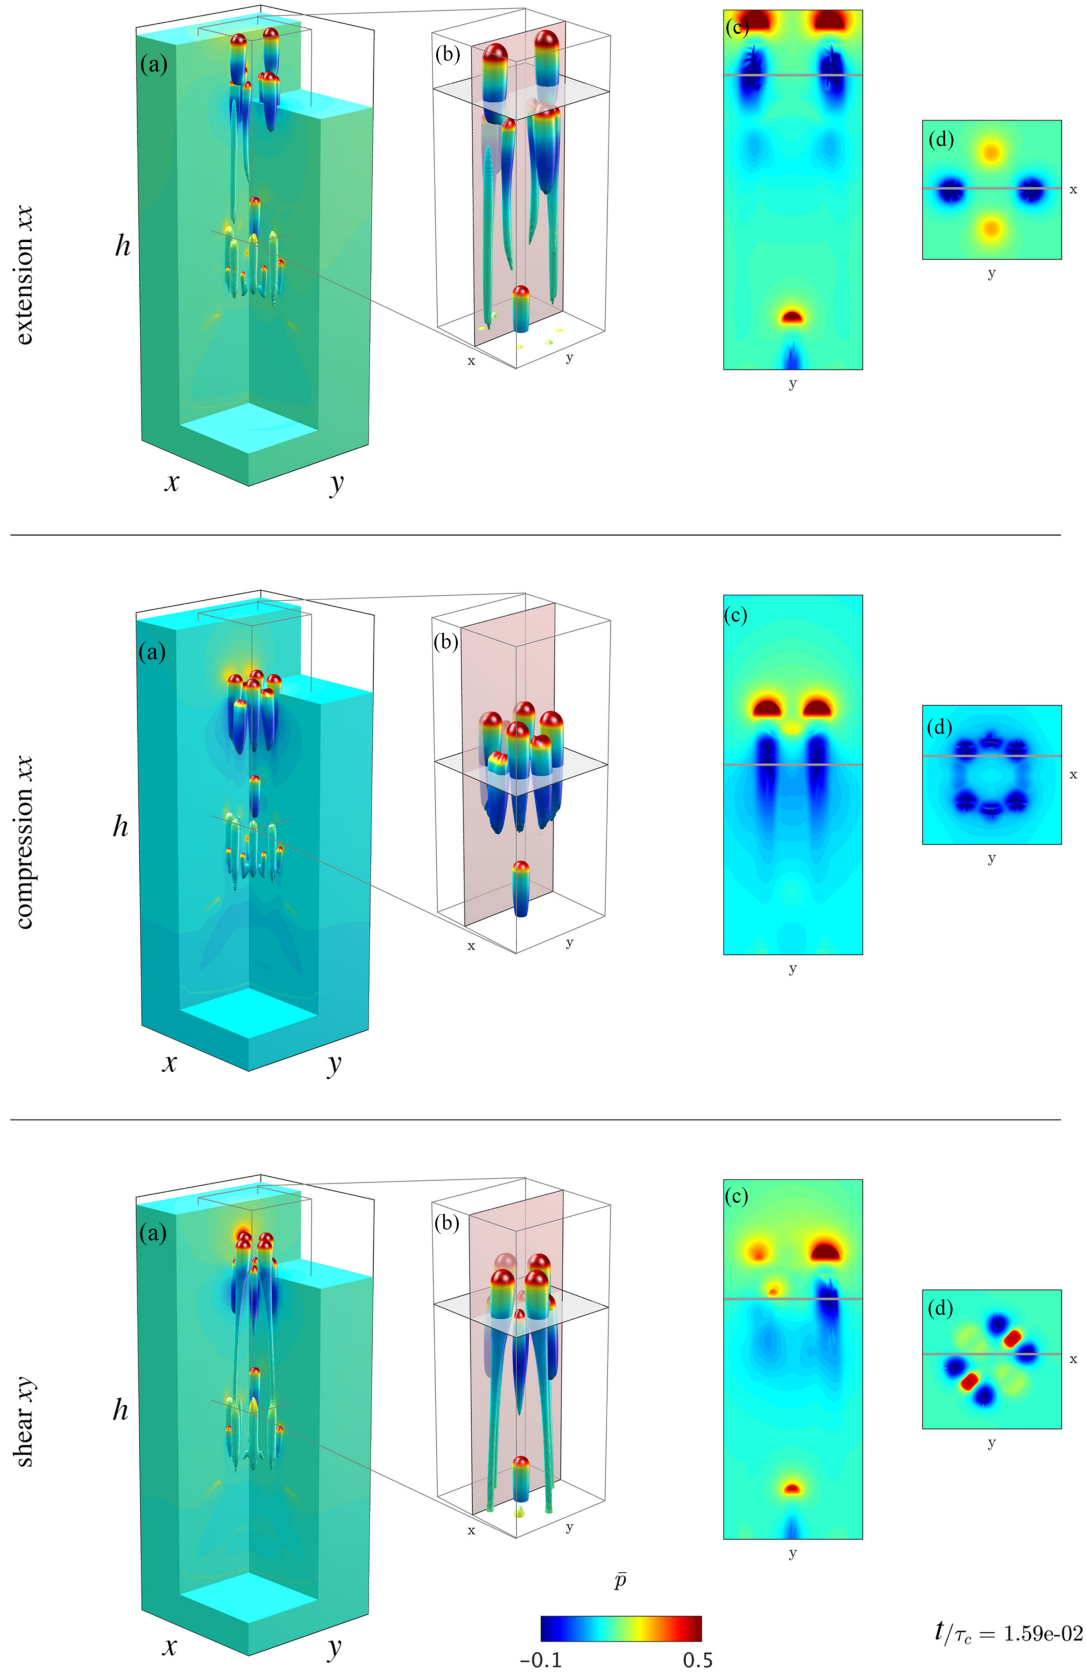 extension xx
(a)
h
x
y
(b)
x
y
(c)
y
(d)
x
y
compression xx
(a)
h
x
y
(b)
x
y
(c)
y
(d)
x
y
shear xy
(a)
h
x
y
(b)
x
y
(c)
y
(d)
x
y
p̄
−0.1 0.5
t/τc = 1.59e-02